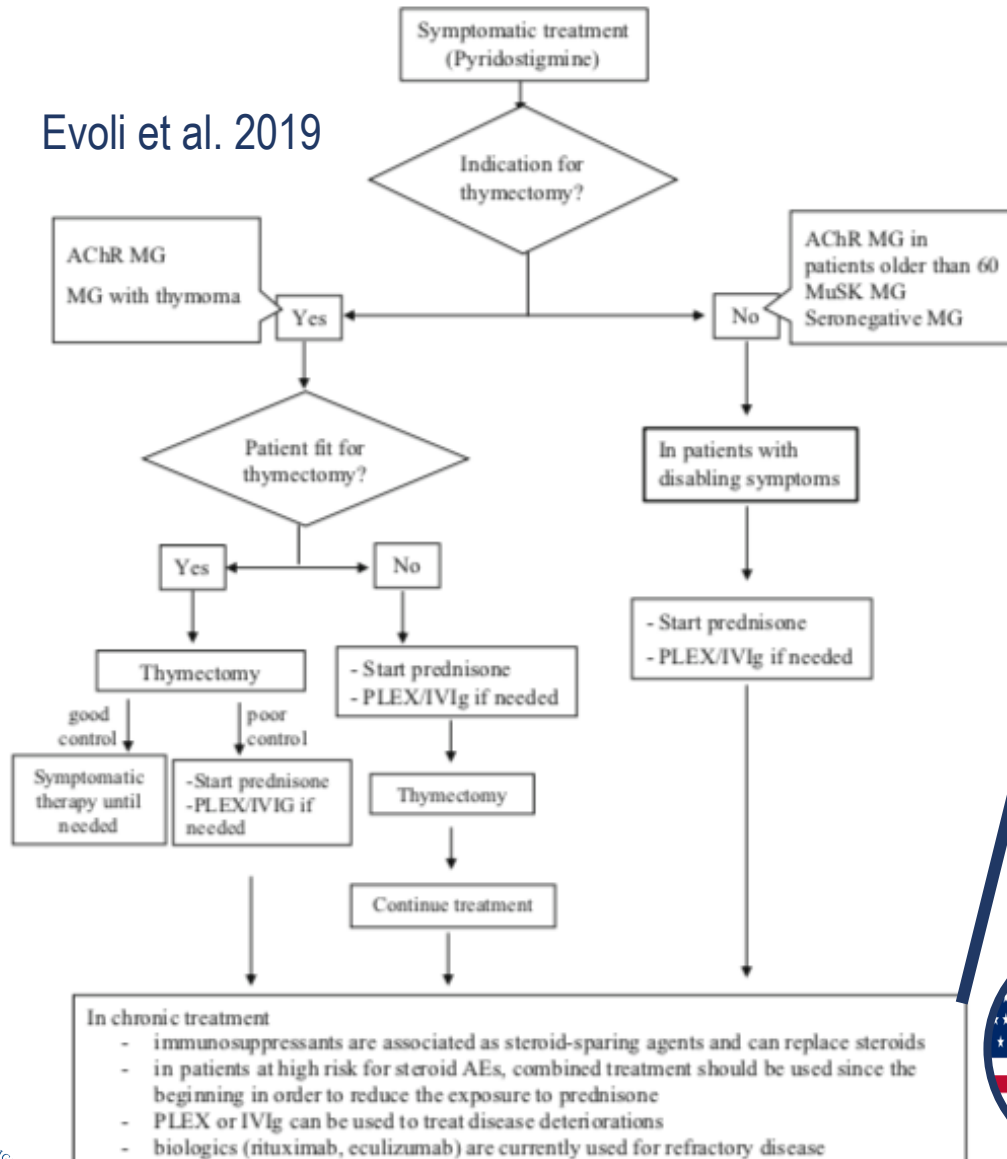 Symptomatic treatment
(Pyridostigmine)
Evoli et al. 2019
Indication for
thymectomy?
AChR MG
MG with thymoma
Yes
No
AChR MG in
patients older than 60
MuSK MG
Seronegative MG
Patient fit for
thymectomy?
In patients with
disabling symptoms
Yes
No
- Start prednisone
- PLEX/IVIg if needed
Thymectomy
- Start prednisone
- PLEX/IVIg if needed
good
control
poor
control
Symptomatic
therapy until
needed
-Start prednisone
-PLEX/IVIG if
needed
Thymectomy
Continue treatment
In chronic treatment
- immunosuppressants are associated as steroid-sparing agents and can replace steroids
- in patients at high risk for steroid AEs, combined treatment should be used since the
beginning in order to reduce the exposure to prednisone
- PLEX or IVIg can be used to treat disease deteriorations
- biologics (rituximab, eculizumab) are currently used for refractory disease